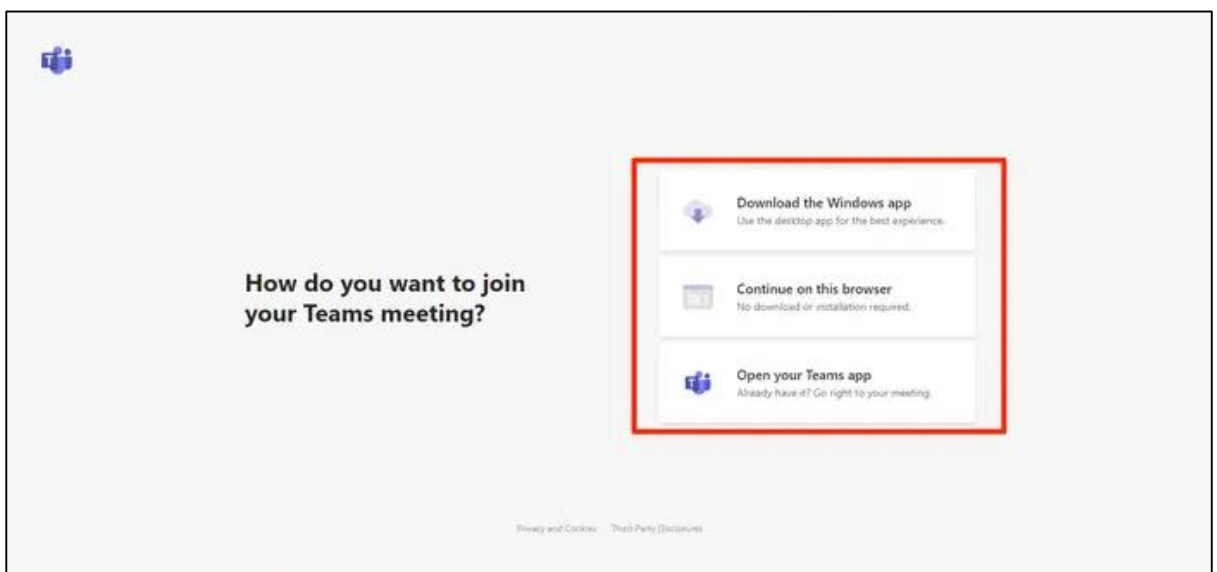 How do you want to join
your Teams meeting?
Download the Windows app
Use the desktop app for the best experience.
Continue on this browser
No download or installation required.
Open your Teams app
Already have it? Go right to your meeting.
Privacy and Cookies Third-Party Disclosures